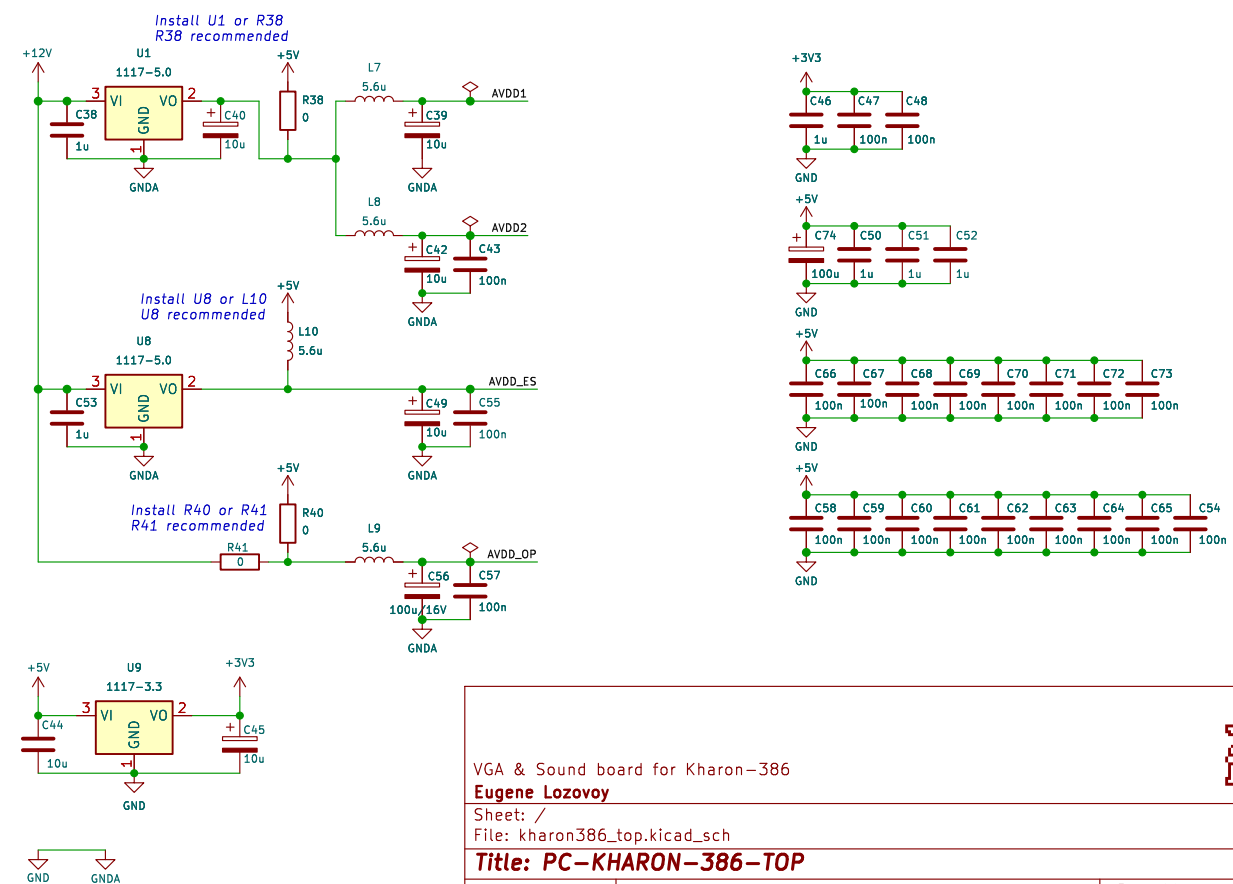 Install U1 or R38
R38 recommended
+12V
U1
1117-5.0
3
VI
VO
2
GND
1
C38
1u
C40
10u
GNDA
+5V
R38
0
L7
5.6u
AVDD1
C39
10u
GNDA
L8
5.6u
AVDD2
C42
10u
C43
100n
GNDA
Install U8 or L10
U8 recommended
+5V
L10
5.6u
U8
1117-5.0
3
VI
VO
2
GND
1
C53
1u
GNDA
AVDD_ES
C49
10u
C55
100n
GNDA
Install R40 or R41
R41 recommended
+5V
R40
0
R41
0
L9
5.6u
AVDD_OP
C56
100u/16V
C57
100n
GNDA
+5V
U9
1117-3.3
+3V3
3
VI
VO
2
GND
1
C44
10u
C45
10u
GND
GND
GNDA
+3V3
C46
C47
C48
1u
100n
100n
GND
+5V
C74
C50
C51
C52
100u
1u
1u
1u
GND
+5V
C66
C67
C68
C69
C70
C71
C72
C73
100n
100n
100n
100n
100n
100n
100n
100n
GND
+5V
C58
C59
C60
C61
C62
C63
C64
C65
C54
100n
100n
100n
100n
100n
100n
100n
100n
100n
GND
VGA & Sound board for Kharon-386
Eugene Lozovoy
Sheet: /
File: kharon386_top.kicad_sch
Title: PC-KHARON-386-TOP